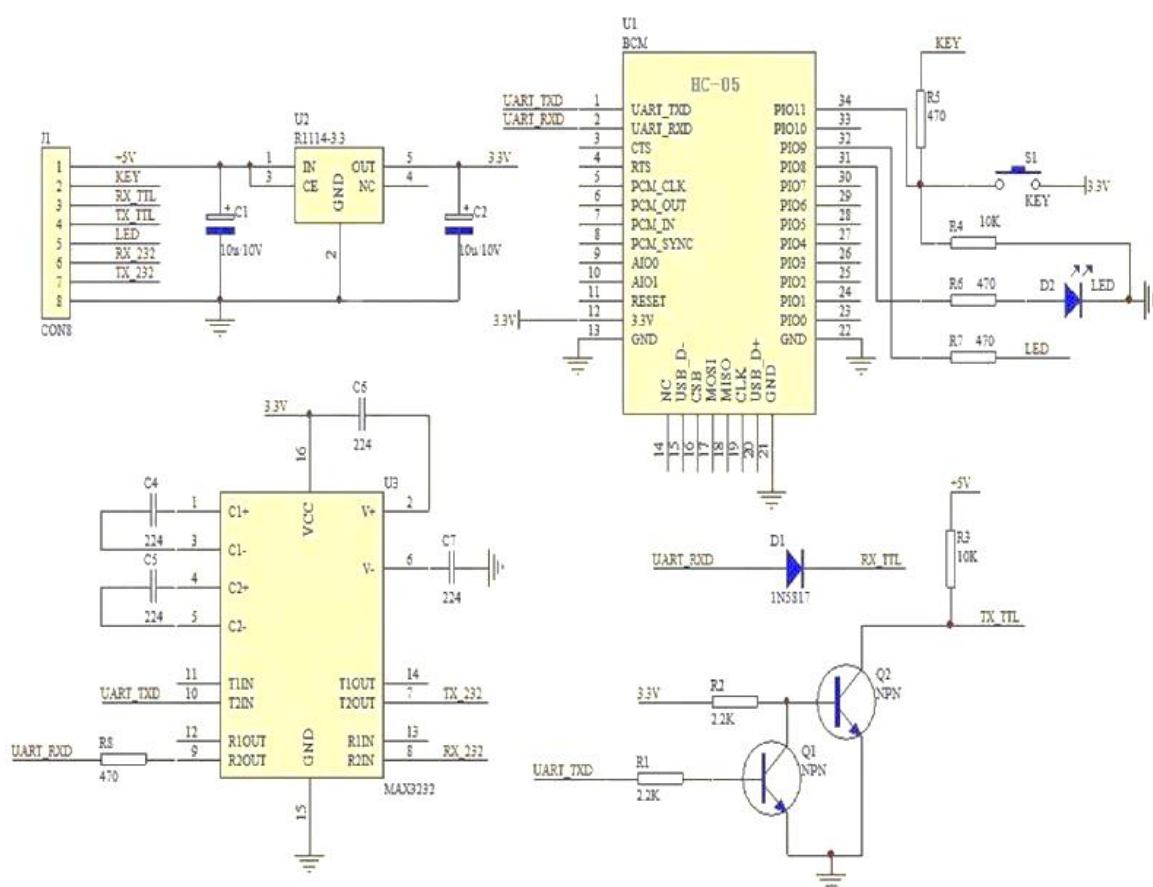 J1
1 +5V
2 KEY
3 RX_TTL
4 TX_TTL
5 LED
6 RX_232
7 TX_232
8
CON8
U2
R1114-33
1 IN OUT 5 3.3V
3 CE NC 4
GND
2
C1
10u/10V
C2
10u/10V
U1
BCM
HC-05
UART_TXD 1 UART_TXD PIO11 34
UART_RXD 2 UART_RXD PIO10 33
3 CTS PIO9 32
4 RTS PIO8 31
5 PCM_CLK PIO7 30
6 PCM_OUT PIO6 29
7 PCM_IN PIO5 28
8 PCM_SYNC PIO4 27
9 AIO0 PIO3 26
10 AIO1 PIO2 25
11 RESET PIO1 24
3.3V 12 3.3V PIO0 23
13 GND GND 22
NC USB_D- CSB MOSI MISO CLK USB_D+ GND
14 15 16 17 18 19 20 21
KEY
R5
470
S1
KEY
3.3V
R4 10K
R6 470
D2 LED
R7 470 LED
3.3V
C6
224
16
U3
C4
224
C5
224
1 C1+ VCC V+ 2
3 C1-
4 C2+ V- 6
5 C2-
C7
224
11 T1IN T1OUT 14
UART_TXD 10 T2IN T2OUT 7 TX_232
12 R1OUT GND R1IN 13
UART_RXD R8 9 R2OUT R2IN 8 RX_232
470
MAX3232
15
UART_RXD D1 RX_TTL
1N5817
+5V
R3
10K
TX_TTL
3.3V R2
2.2K
Q2
NPN
UART_TXD R1
2.2K
Q1
NPN